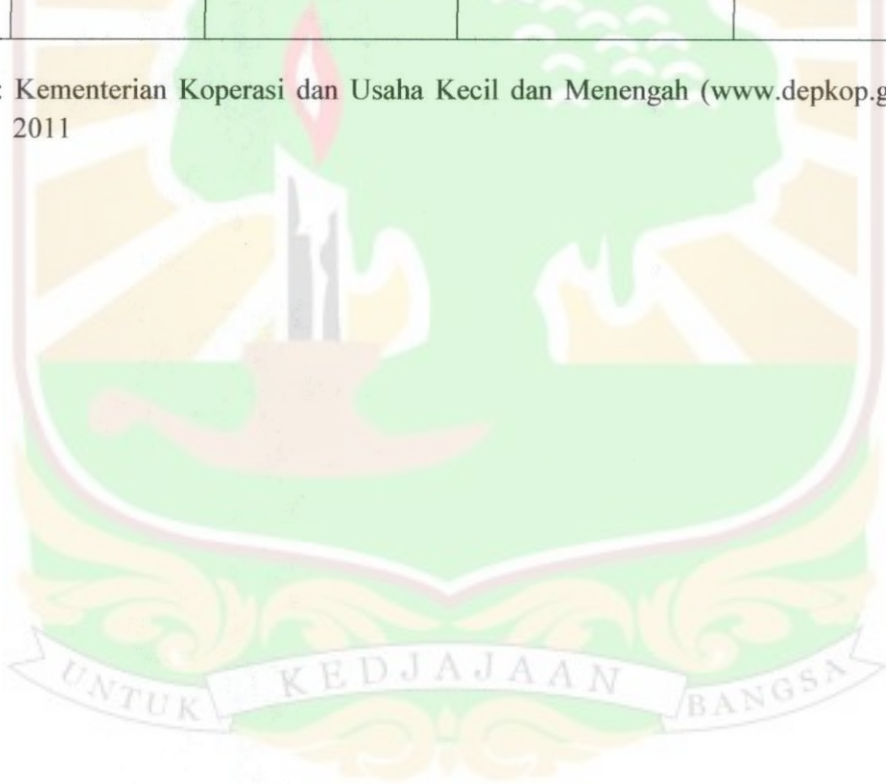 : Kementerian Koperasi dan Usaha Kecil dan Menengah (www.depkop.g
2011
UNTUK KEDJAJAAN BANGSA